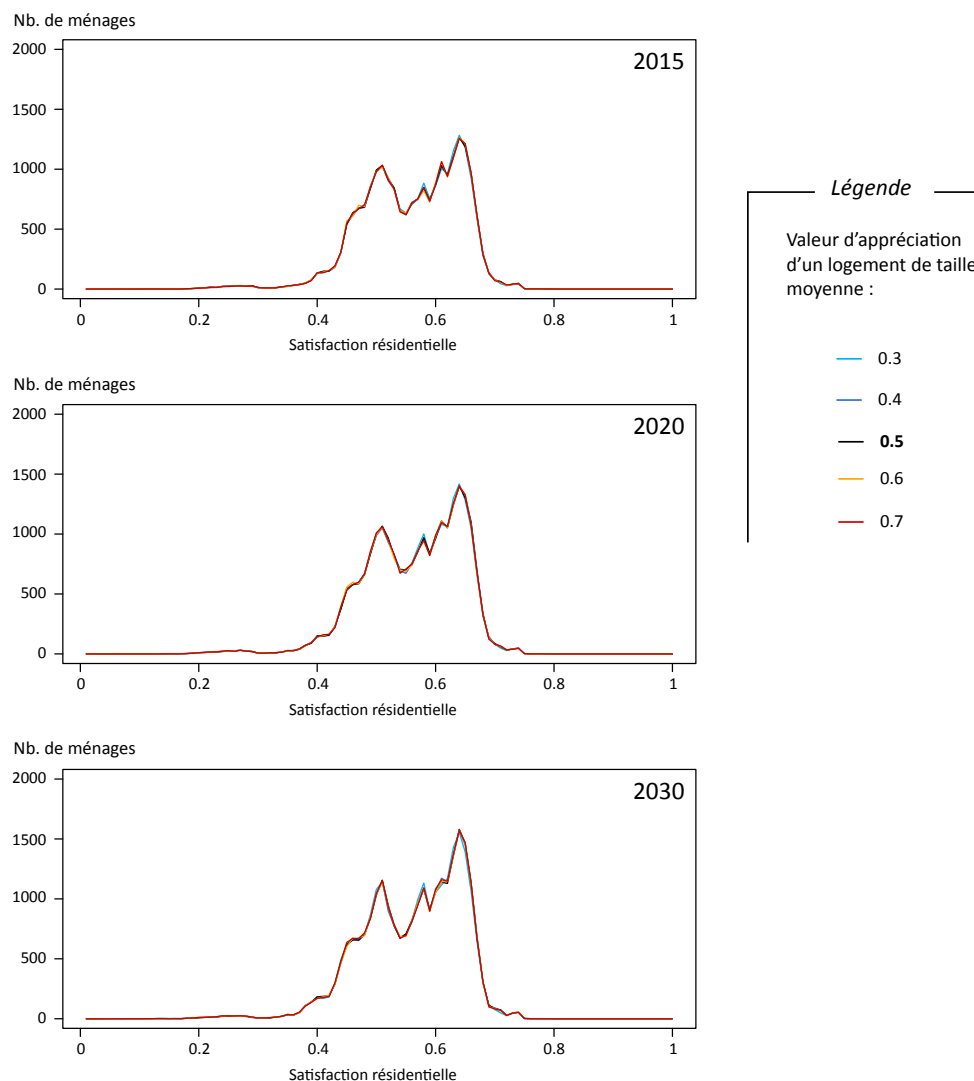 Nb. de ménages
2000
2015
1500
1000
500
0
0 0.2 0.4 0.6 0.8 1
Satisfaction résidentielle
Nb. de ménages
2000
2020
1500
1000
500
0
0 0.2 0.4 0.6 0.8 1
Satisfaction résidentielle
Nb. de ménages
2000
2030
1500
1000
500
0
0 0.2 0.4 0.6 0.8 1
Satisfaction résidentielle
Légende
Valeur d’appréciation
d’un logement de taille
moyenne :
0.3
0.4
0.5
0.6
0.7